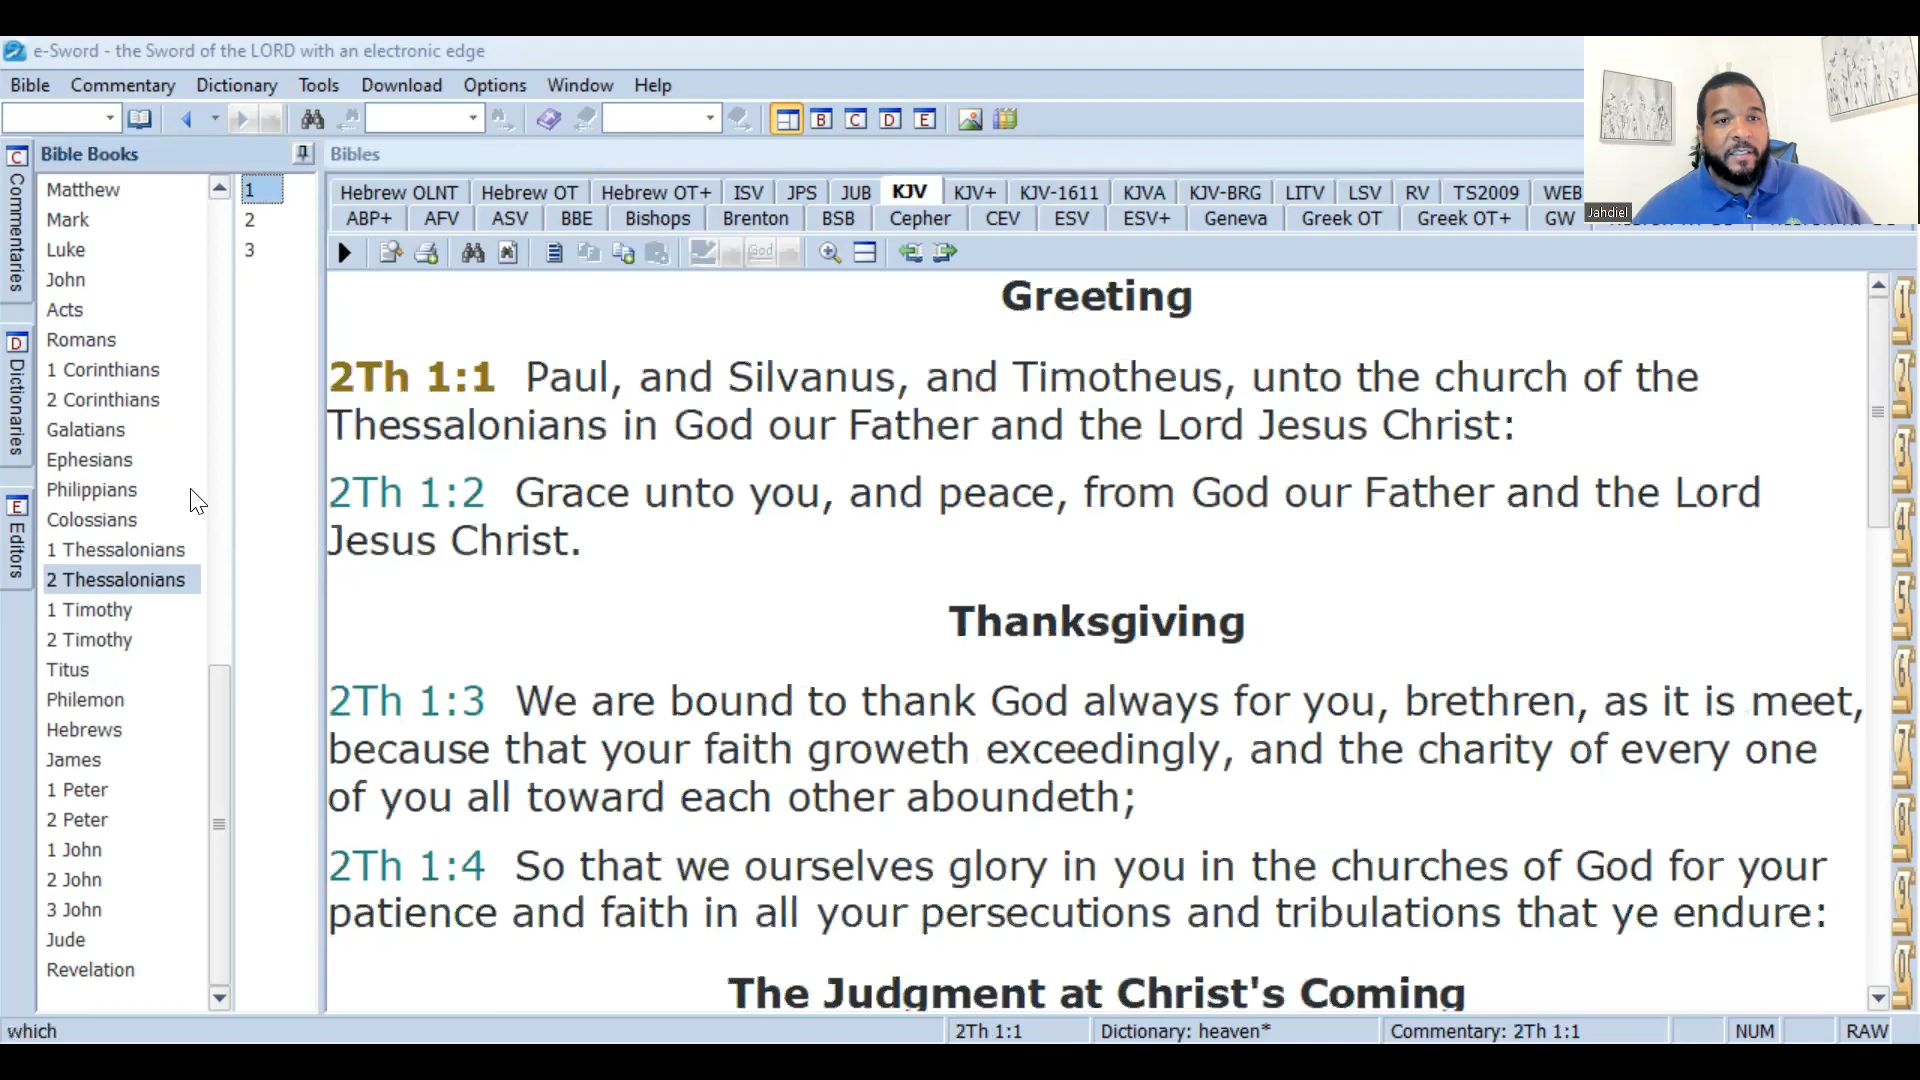 e-Sword - the Sword of the LORD with an electronic edge
Bible Commentary Dictionary Tools Download Options Window Help
B C D E
Bible Books
Bibles
C Commentaries
D Dictionaries
E Editors
Matthew
Mark
Luke
John
Acts
Romans
1 Corinthians
2 Corinthians
Galatians
Ephesians
Philippians
Colossians
1 Thessalonians
2 Thessalonians
1 Timothy
2 Timothy
Titus
Philemon
Hebrews
James
1 Peter
2 Peter
1 John
2 John
3 John
Jude
Revelation
1
2
3
Hebrew OLNT Hebrew OT Hebrew OT+ ISV JPS JUB KJV KJV+ KJV-1611 KJVA KJV-BRG LITV LSV RV TS2009 WEB
ABP+ AFV ASV BBE Bishops Brenton BSB Cepher CEV ESV ESV+ Geneva Greek OT Greek OT+ GW
Jahdiel
God
Greeting
2Th 1:1 Paul, and Silvanus, and Timotheus, unto the church of the
Thessalonians in God our Father and the Lord Jesus Christ:
2Th 1:2 Grace unto you, and peace, from God our Father and the Lord
Jesus Christ.
Thanksgiving
2Th 1:3 We are bound to thank God always for you, brethren, as it is meet,
because that your faith groweth exceedingly, and the charity of every one
of you all toward each other aboundeth;
2Th 1:4 So that we ourselves glory in you in the churches of God for your
patience and faith in all your persecutions and tribulations that ye endure:
The Judgment at Christ's Coming
1
2
3
4
5
6
7
8
9
0
which 2Th 1:1 Dictionary: heaven* Commentary: 2Th 1:1 NUM RAW